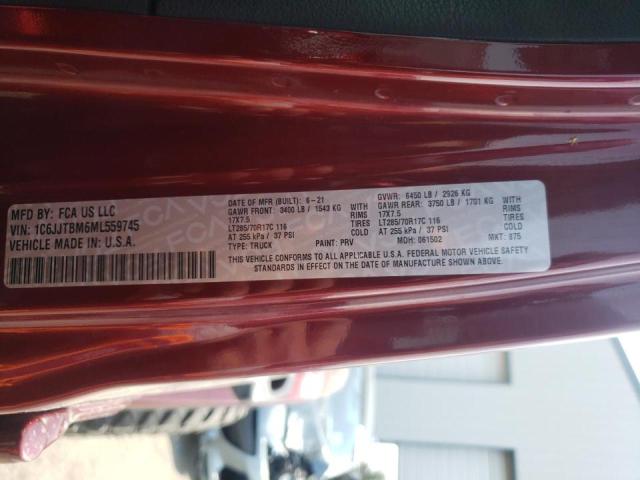 MFD BY: FCA US LLC
VIN: 1C6JJTBM6ML559745
VEHICLE MADE IN: U.S.A.
DATE OF MFR (BUILT): 6-21
GAWR FRONT: 3400 LB / 1543 KG
17X7.5 RIMS
LT285/70R17C 116 TIRES
AT 255 kPa / 37 PSI COLD
TYPE: TRUCK
PAINT: PRV
GVWR: 6450 LB / 2926 KG
GAWR REAR: 3750 LB / 1701 KG
17X7.5 RIMS
LT285/70R17C 116 TIRES
AT 255 kPa / 37 PSI COLD
MDH: 061502
MKT: 875
VEHICLE CONFORMS TO ALL APPLICABLE U.S.A. FEDERAL MOTOR VEHICLE SAFETY
STANDARDS IN EFFECT ON THE DATE OF MANUFACTURE SHOWN ABOVE.